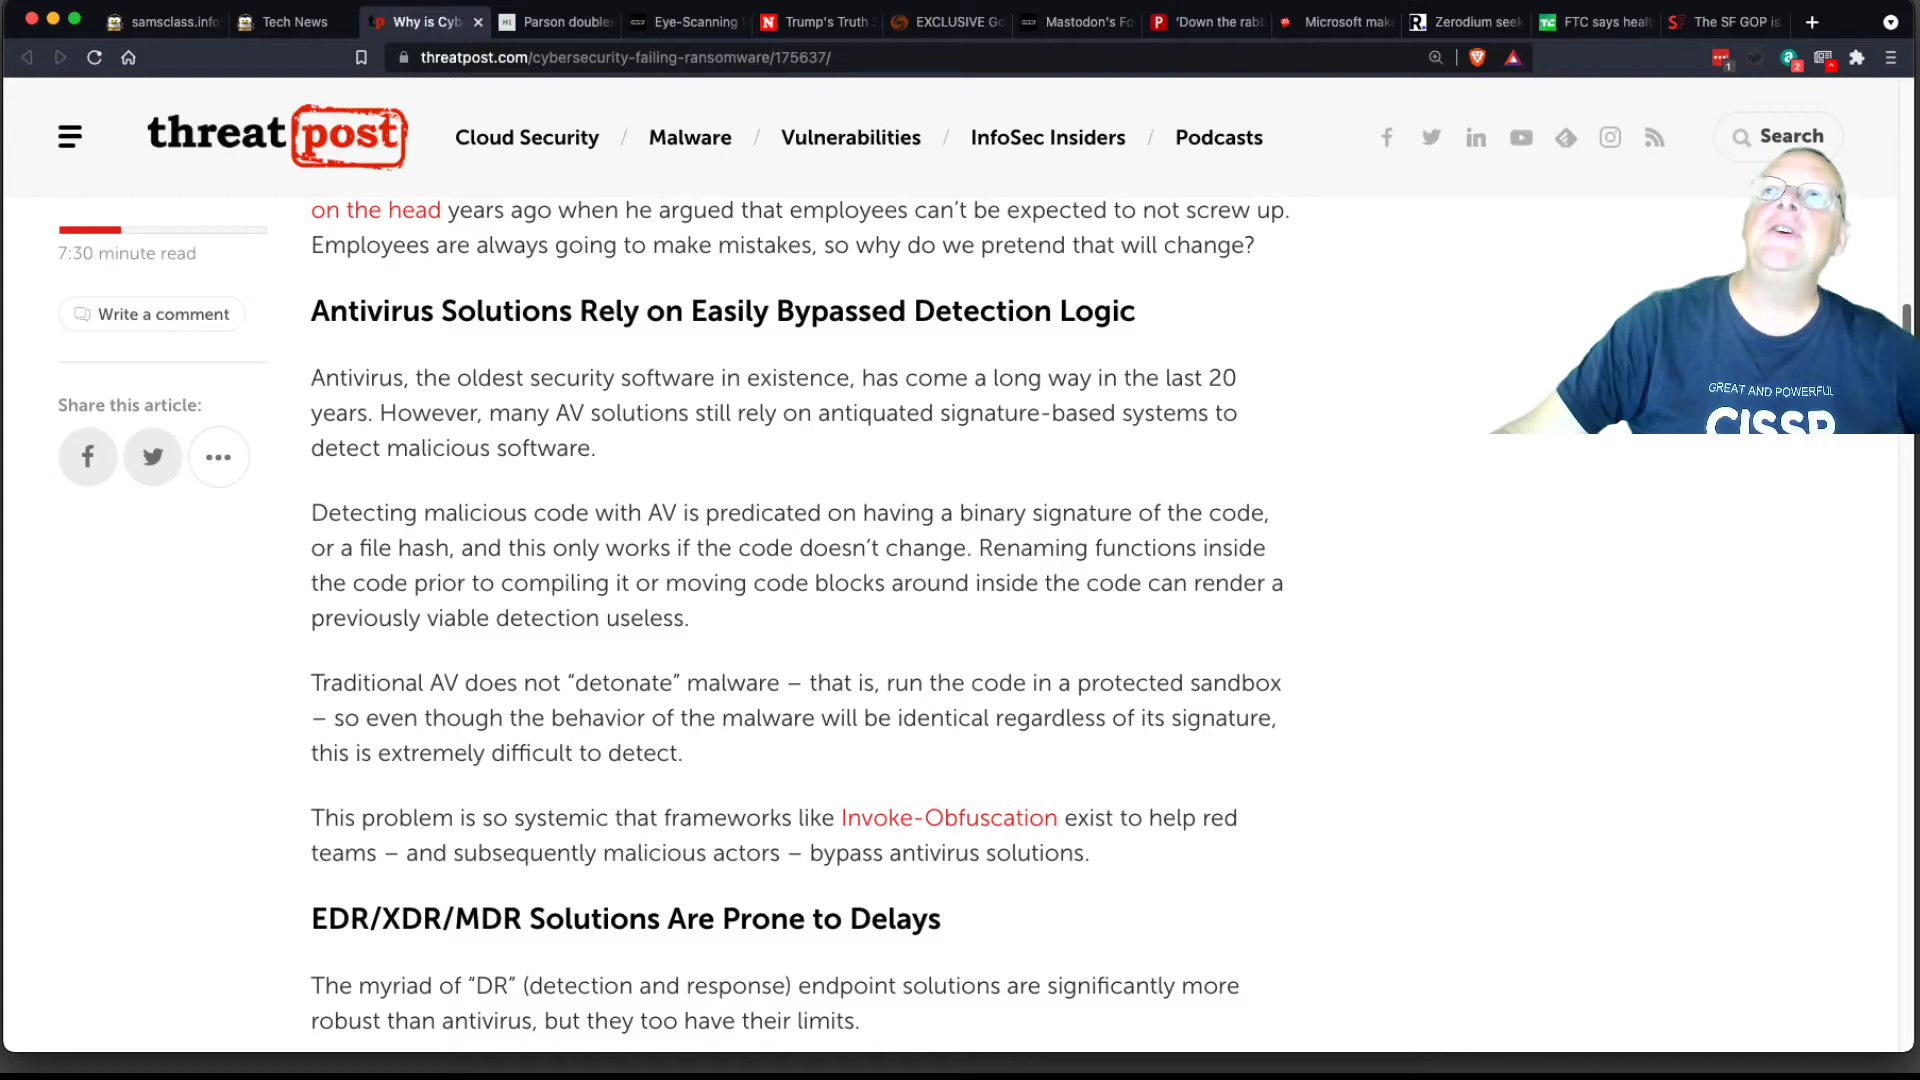 samsclass.info
Tech News
Why is Cyb
Parson double
Eye-Scanning
Trump's Truth
EXCLUSIVE Go
Mastodon's Fo
'Down the rab
Microsoft mak
Zerodium seek
FTC says healt
The SF GOP is
threatpost.com/cybersecurity-failing-ransomware/175637/
1
2
threatpost
Cloud Security / Malware / Vulnerabilities / InfoSec Insiders / Podcasts
Search
on the head years ago when he argued that employees can't be expected to not screw up.
Employees are always going to make mistakes, so why do we pretend that will change?
7:30 minute read
Write a comment
Share this article:
Antivirus Solutions Rely on Easily Bypassed Detection Logic
Antivirus, the oldest security software in existence, has come a long way in the last 20
years. However, many AV solutions still rely on antiquated signature-based systems to
detect malicious software.
Detecting malicious code with AV is predicated on having a binary signature of the code,
or a file hash, and this only works if the code doesn't change. Renaming functions inside
the code prior to compiling it or moving code blocks around inside the code can render a
previously viable detection useless.
Traditional AV does not “detonate” malware – that is, run the code in a protected sandbox
– so even though the behavior of the malware will be identical regardless of its signature,
this is extremely difficult to detect.
This problem is so systemic that frameworks like Invoke-Obfuscation exist to help red
teams – and subsequently malicious actors – bypass antivirus solutions.
EDR/XDR/MDR Solutions Are Prone to Delays
The myriad of “DR” (detection and response) endpoint solutions are significantly more
robust than antivirus, but they too have their limits.
GREAT AND POWERFUL
CISSP